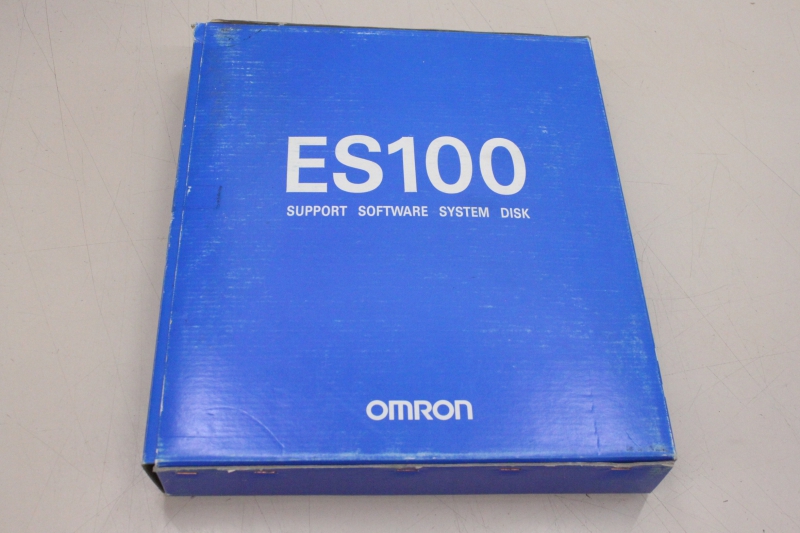 ES100
SUPPORT SOFTWARE SYSTEM DISK
OMRON